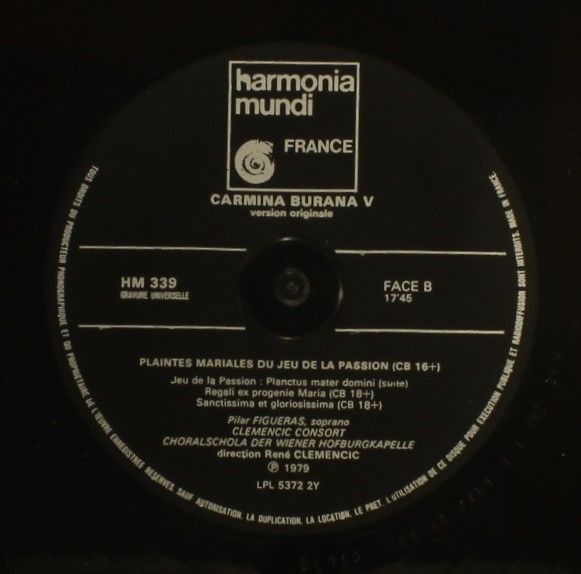 harmonia
mundi
FRANCE
CARMINA BURANA V
version originale
HM 339
GRAVURE UNIVERSELLE
FACE B
17'45
PLAINTES MARIALES DU JEU DE LA PASSION (CB 16+)
Jeu de la Passion : Planctus mater domini (suite)
Regali ex progenie Maria (CB 18+)
Sanctissima et gloriosissima (CB 18+)
Pilar FIGUERAS, soprano
CLEMENCIC CONSORT
CHORALSCHOLA DER WIENER HOFBURGKAPELLE
direction René CLEMENCIC
℗ 1979
LPL 5372 2Y
TOUS DROITS DU PRODUCTEUR PHONOGRAPHIQUE ET DU PROPRIETAIRE DE L'ŒUVRE ENREGISTREE RESERVES. SAUF AUTORISATION, LA DUPLICATION, LA LOCATION, LE PRET, L'UTILISATION DE CE DISQUE POUR EXECUTION PUBLIQUE ET RADIODIFFUSION SONT INTERDITES. MADE IN FRANCE.